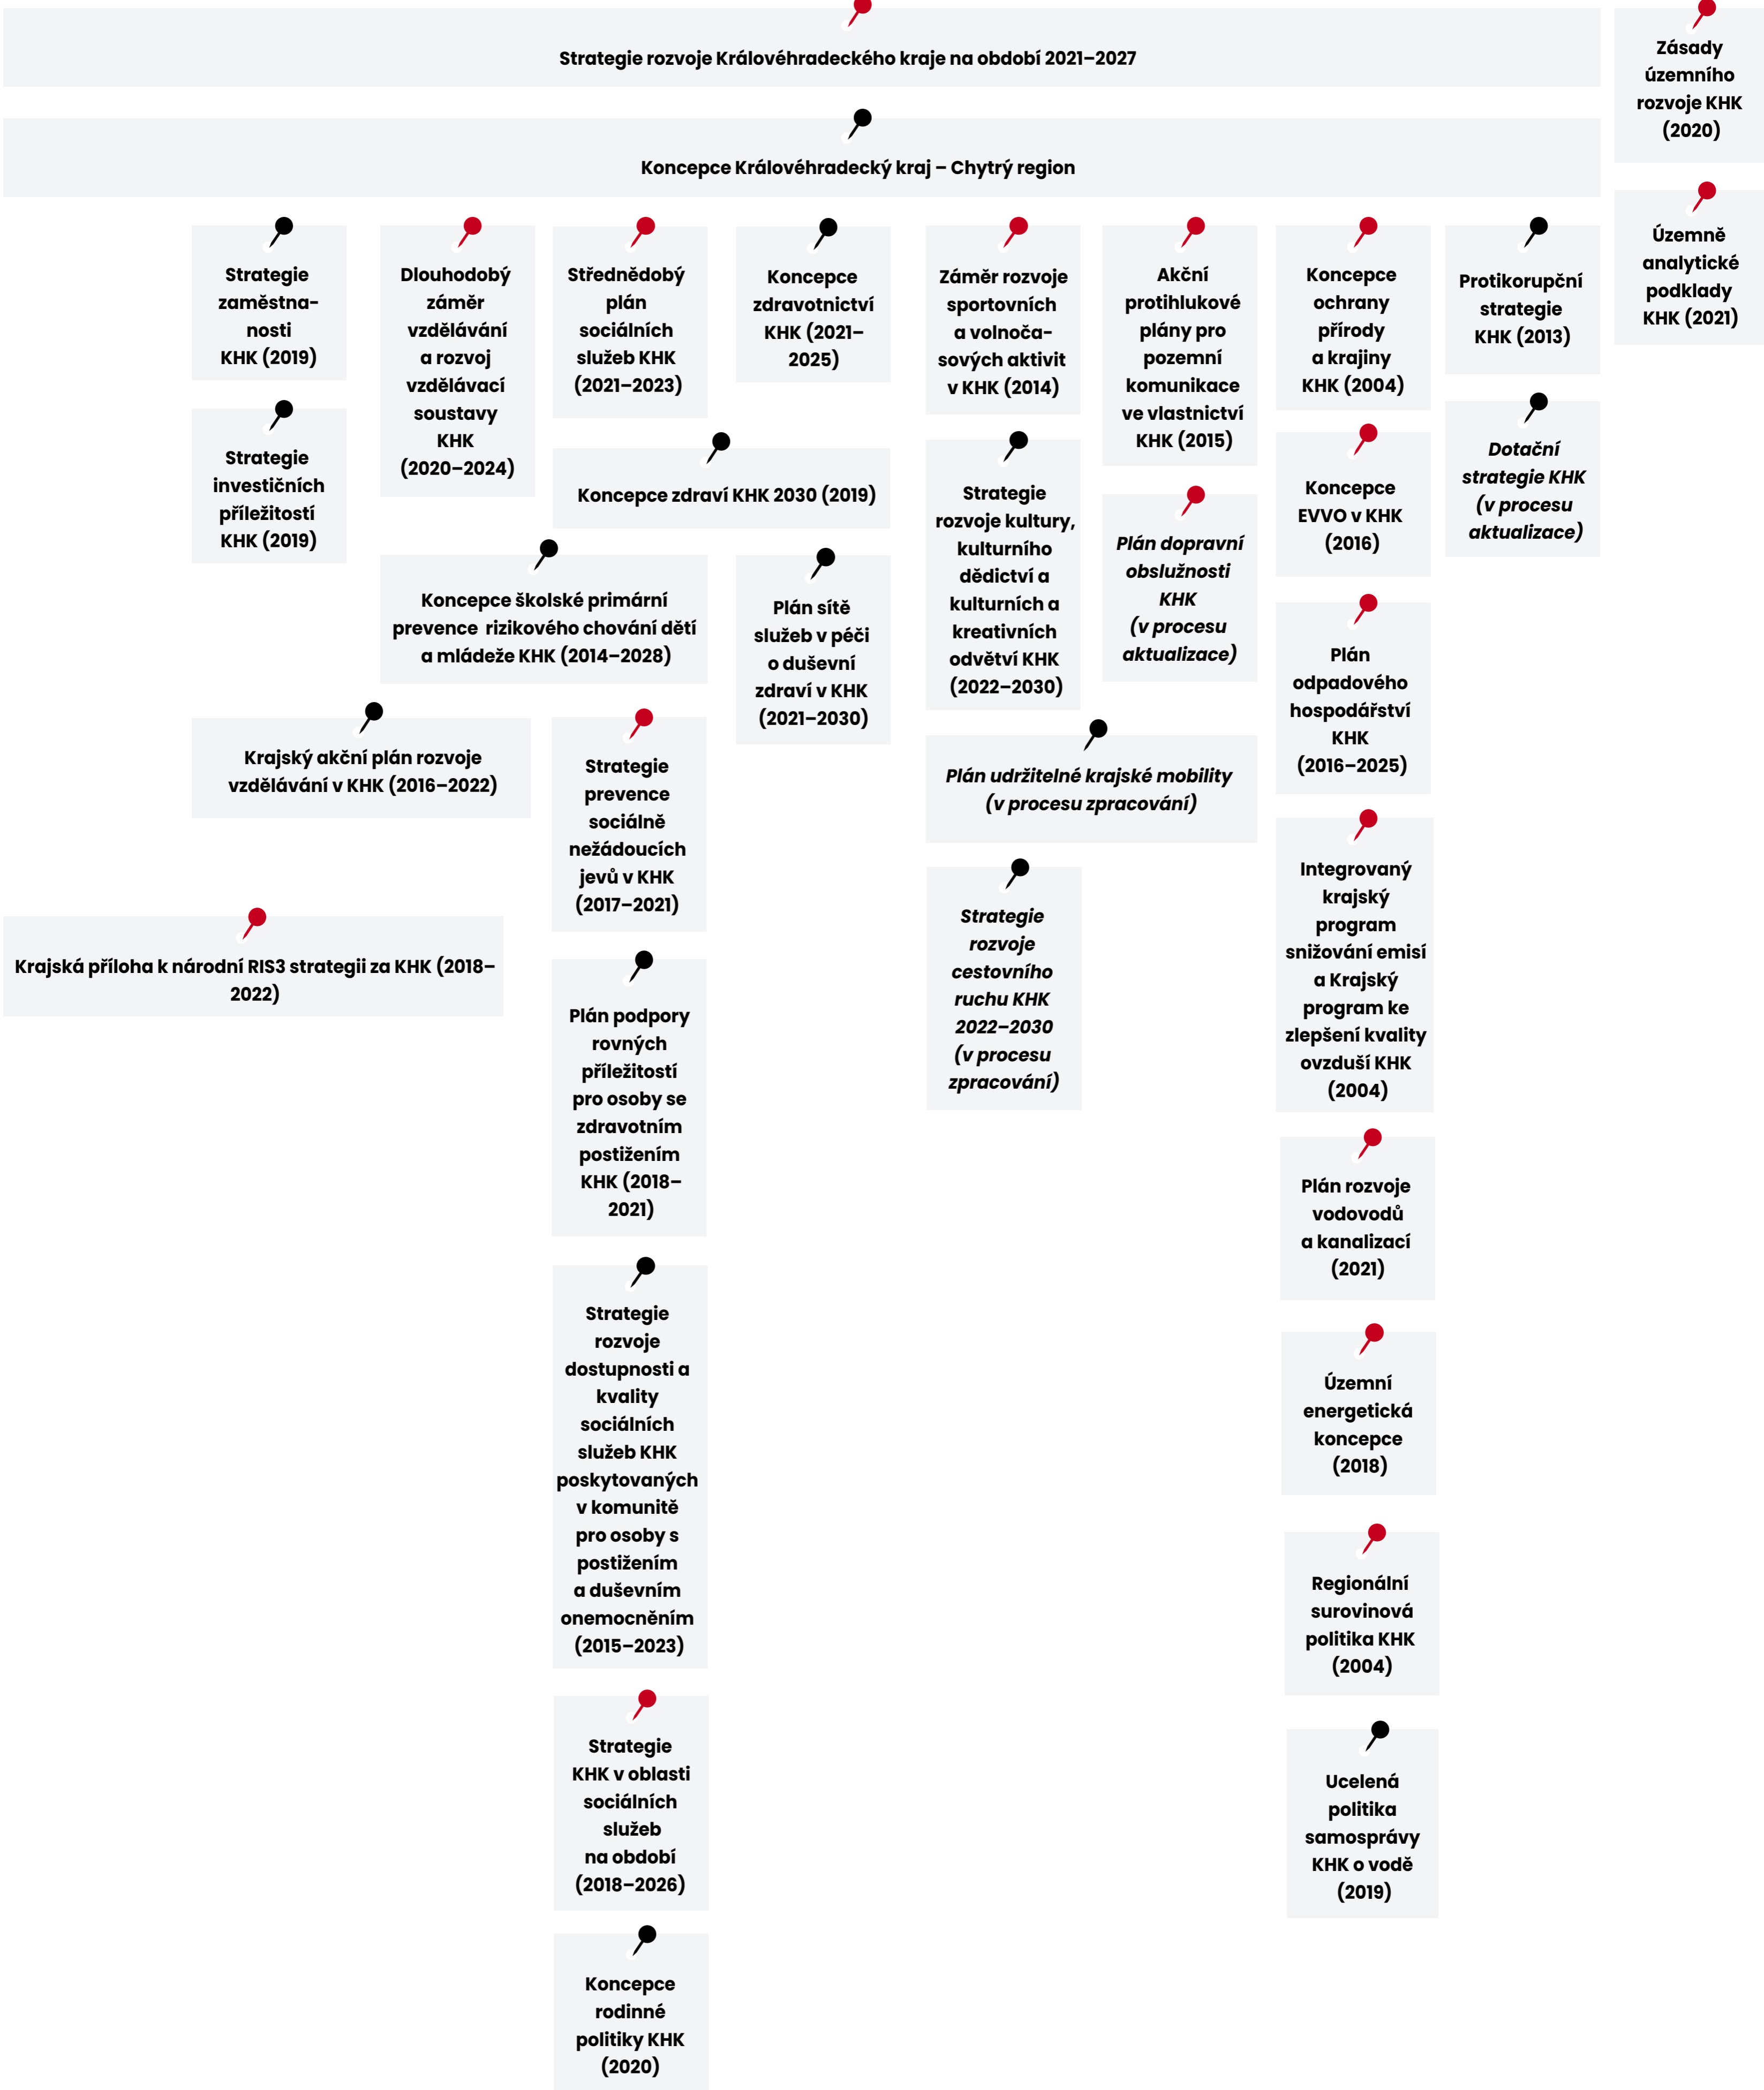 Strategie rozvoje Královéhradeckého kraje na období 2021–2027
Zásady
územního
rozvoje KHK
(2020)
Koncepce Královéhradecký kraj – Chytrý region
Územně
analytické
podklady
KHK (2021)
Strategie
zaměstna-
nosti
KHK (2019)
Dlouhodobý
záměr
vzdělávání
a rozvoj
vzdělávací
soustavy
KHK
(2020–2024)
Střednědobý
plán
sociálních
služeb KHK
(2021–2023)
Koncepce
zdravotnictví
KHK (2021–
2025)
Záměr rozvoje
sportovních
a volnoča-
sových aktivit
v KHK (2014)
Akční
protihlukové
plány pro
pozemní
komunikace
ve vlastnictví
KHK (2015)
Koncepce
ochrany
přírody
a krajiny
KHK (2004)
Protikorupční
strategie
KHK (2013)
Strategie
investičních
příležitostí
KHK (2019)
Koncepce zdraví KHK 2030 (2019)
Strategie
rozvoje kultury,
kulturního
dědictví a
kulturních a
kreativních
odvětví KHK
(2022–2030)
Plán dopravní
obslužnosti
KHK
(v procesu
aktualizace)
Koncepce
EVVO v KHK
(2016)
Dotační
strategie KHK
(v procesu
aktualizace)
Koncepce školské primární
prevence rizikového chování dětí
a mládeže KHK (2014–2028)
Plán sítě
služeb v péči
o duševní
zdraví v KHK
(2021–2030)
Plán
odpadového
hospodářství
KHK
(2016–2025)
Krajský akční plán rozvoje
vzdělávání v KHK (2016–2022)
Strategie
prevence
sociálně
nežádoucích
jevů v KHK
(2017–2021)
Plán udržitelné krajské mobility
(v procesu zpracování)
Integrovaný
krajský
program
snižování emisí
a Krajský
program ke
zlepšení kvality
ovzduší KHK
(2004)
Strategie
rozvoje
cestovního
ruchu KHK
2022–2030
(v procesu
zpracování)
Krajská příloha k národní RIS3 strategii za KHK (2018–
2022)
Plán podpory
rovných
příležitostí
pro osoby se
zdravotním
postižením
KHK (2018–
2021)
Plán rozvoje
vodovodů
a kanalizací
(2021)
Strategie
rozvoje
dostupnosti a
kvality
sociálních
služeb KHK
poskytovaných
v komunitě
pro osoby s
postižením
a duševním
onemocněním
(2015–2023)
Územní
energetická
koncepce
(2018)
Regionální
surovinová
politika KHK
(2004)
Strategie
KHK v oblasti
sociálních
služeb
na období
(2018–2026)
Ucelená
politika
samosprávy
KHK o vodě
(2019)
Koncepce
rodinné
politiky KHK
(2020)